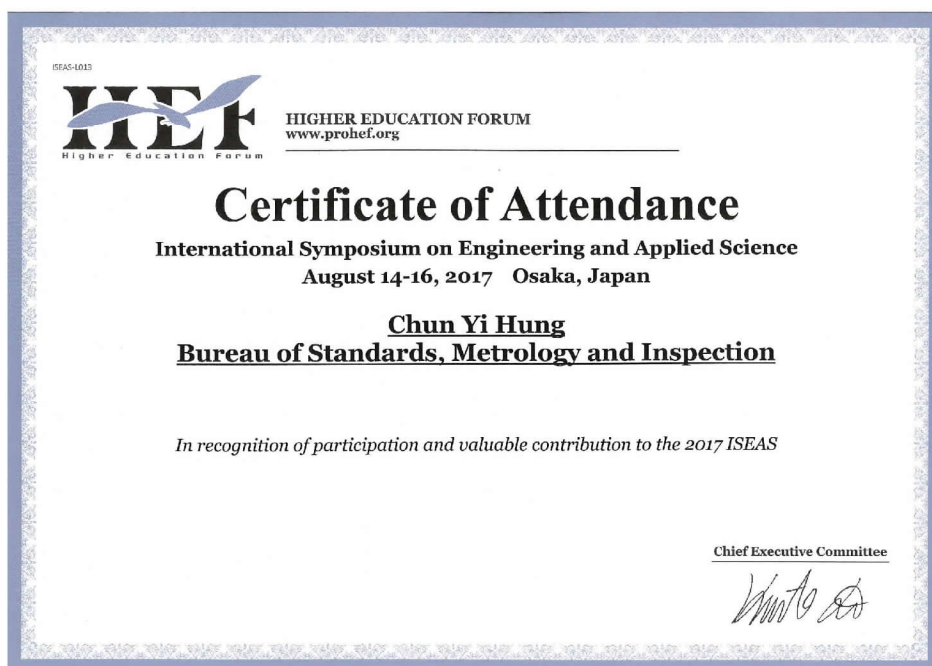 ISEAS-L013
HEF
Higher Education Forum
HIGHER EDUCATION FORUM
www.prohef.org
Certificate of Attendance
International Symposium on Engineering and Applied Science
August 14-16, 2017 Osaka, Japan
Chun Yi Hung
Bureau of Standards, Metrology and Inspection
In recognition of participation and valuable contribution to the 2017 ISEAS
Chief Executive Committee